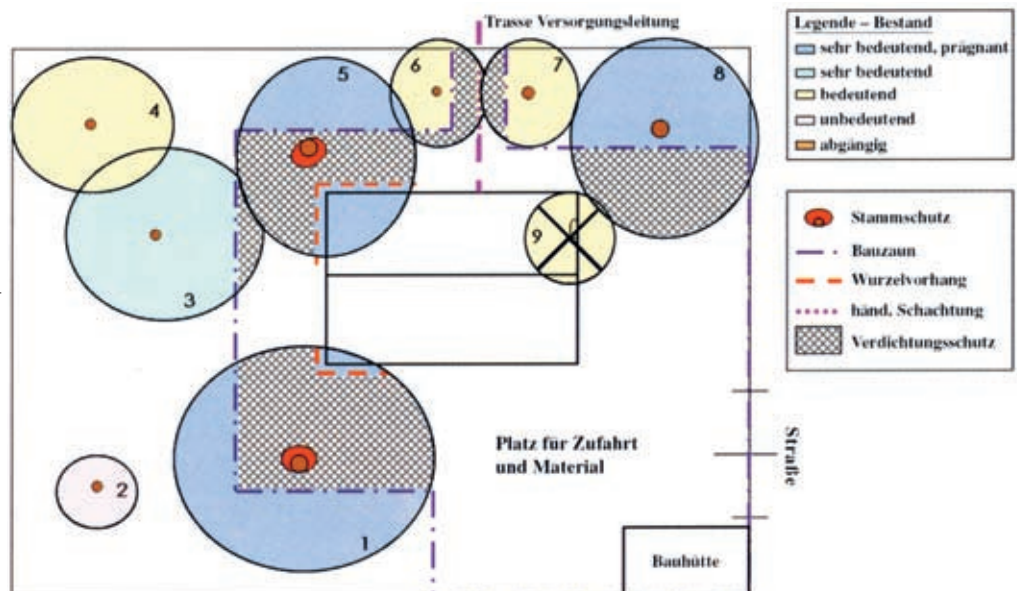 Trasse Versorgungsleitung
5
6
7
8
4
3
9
2
1
Platz für Zufahrt
und Material
Straße
Bauhütte
Legende – Bestand
sehr bedeutend, prägnant
sehr bedeutend
bedeutend
unbedeutend
abgängig
Stammschutz
Bauzaun
Wurzelvorhang
händ. Schachtung
Verdichtungsschutz